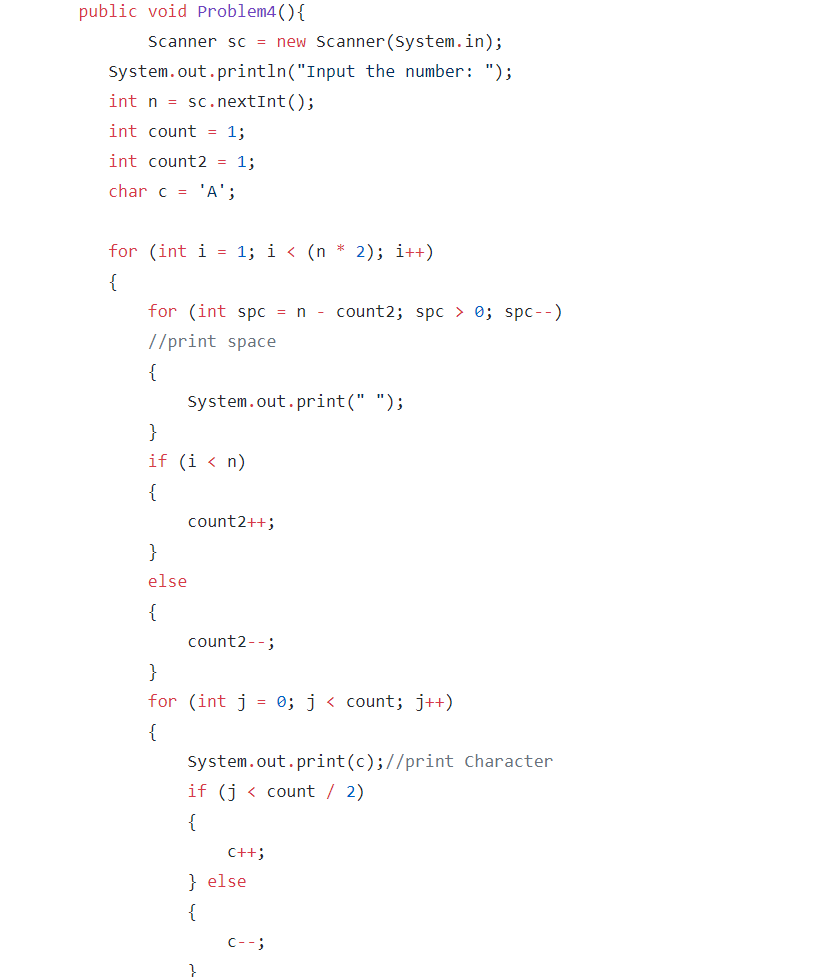 public void Problem4(){
Scanner sc = new Scanner(System.in);
System.out.println("Input the number: ");
int n = sc.nextInt();
int count = 1;
int count2 = 1;
char c = 'A';
for (int i = 1; i < (n * 2); i++)
{
for (int spc = n - count2; spc > 0; spc--)
//print space
{
System.out.print(" ");
}
if (i < n)
{
count2++;
}
else
{
count2--;
}
for (int j = 0; j < count; j++)
{
System.out.print(c);//print Character
if (j < count / 2)
{
c++;
} else
{
c--;
}